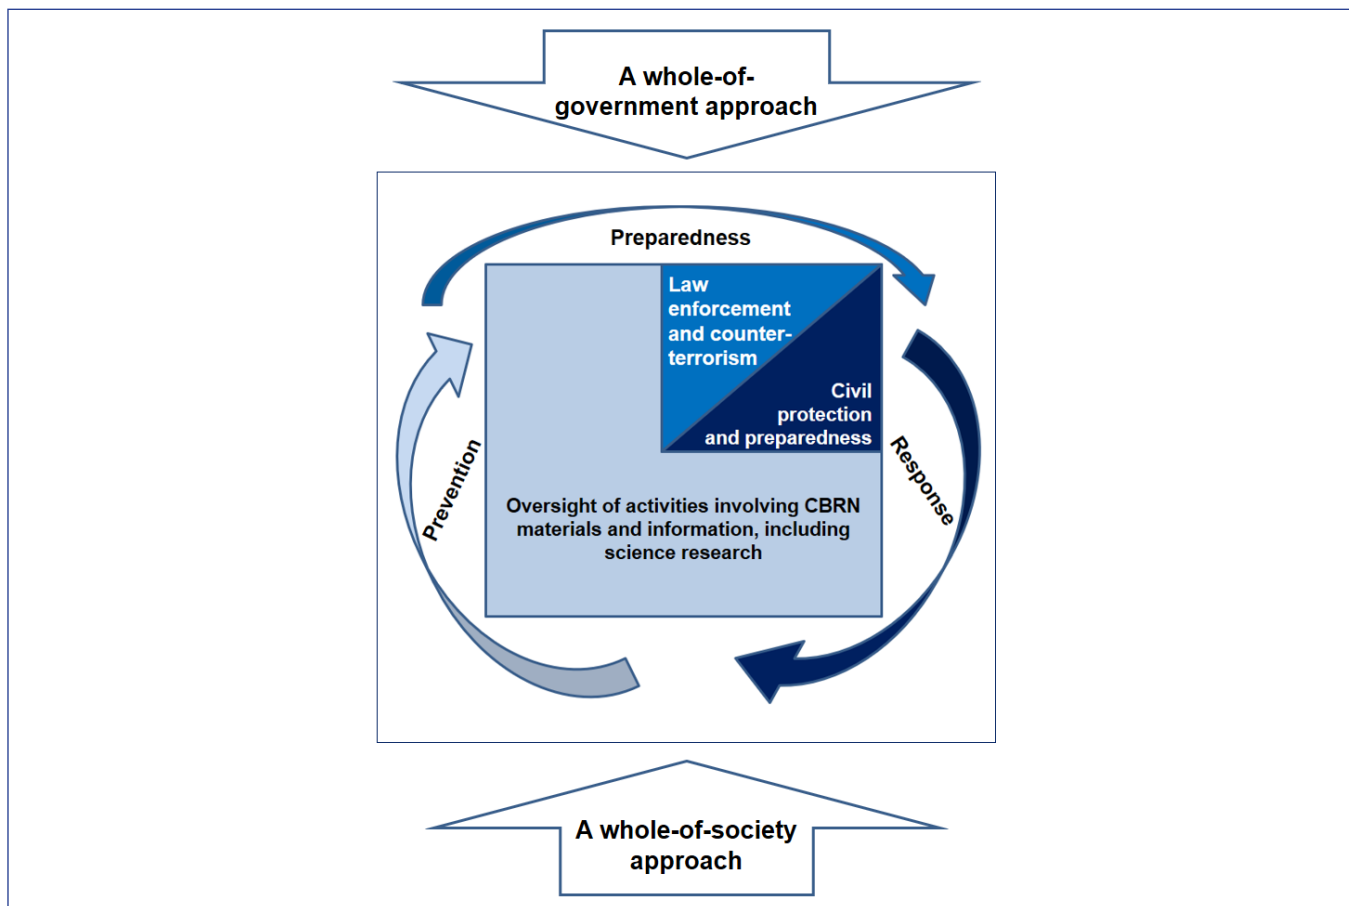 A whole-of-
government approach
Preparedness
Law
enforcement
and counter-
terrorism
Civil
protection
and preparedness
Prevention
Response
Oversight of activities involving CBRN
materials and information, including
science research
A whole-of-society
approach